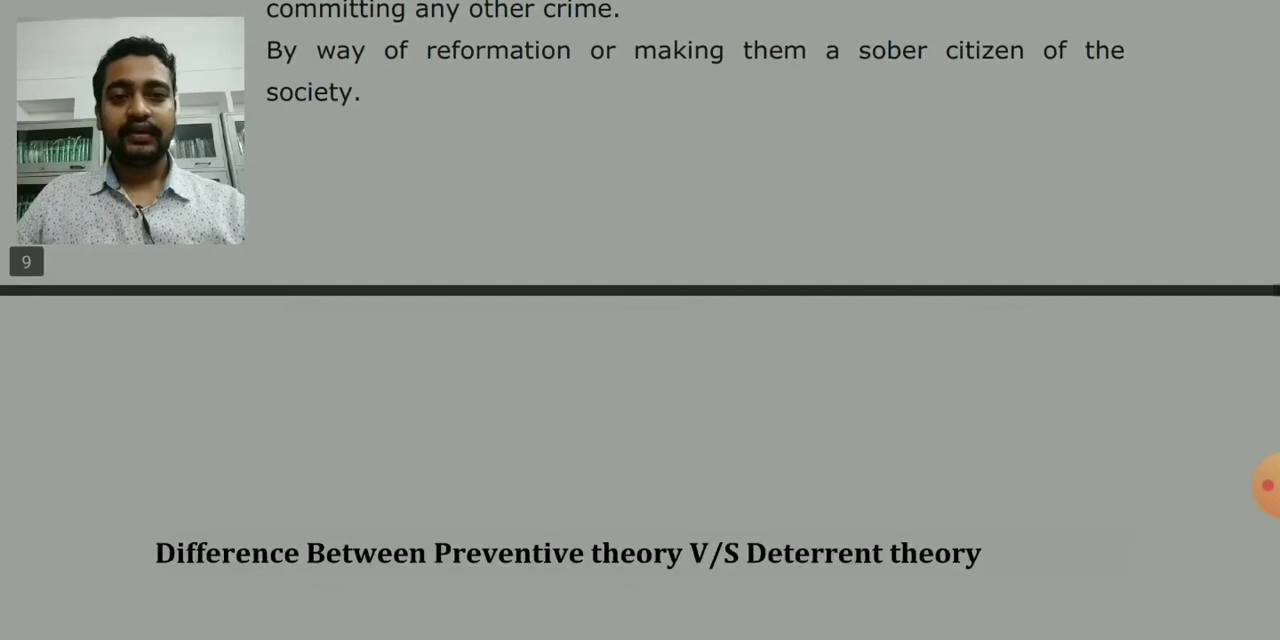 committing any other crime.
By way of reformation or making them a sober citizen of the
society.
9
Difference Between Preventive theory V/S Deterrent theory